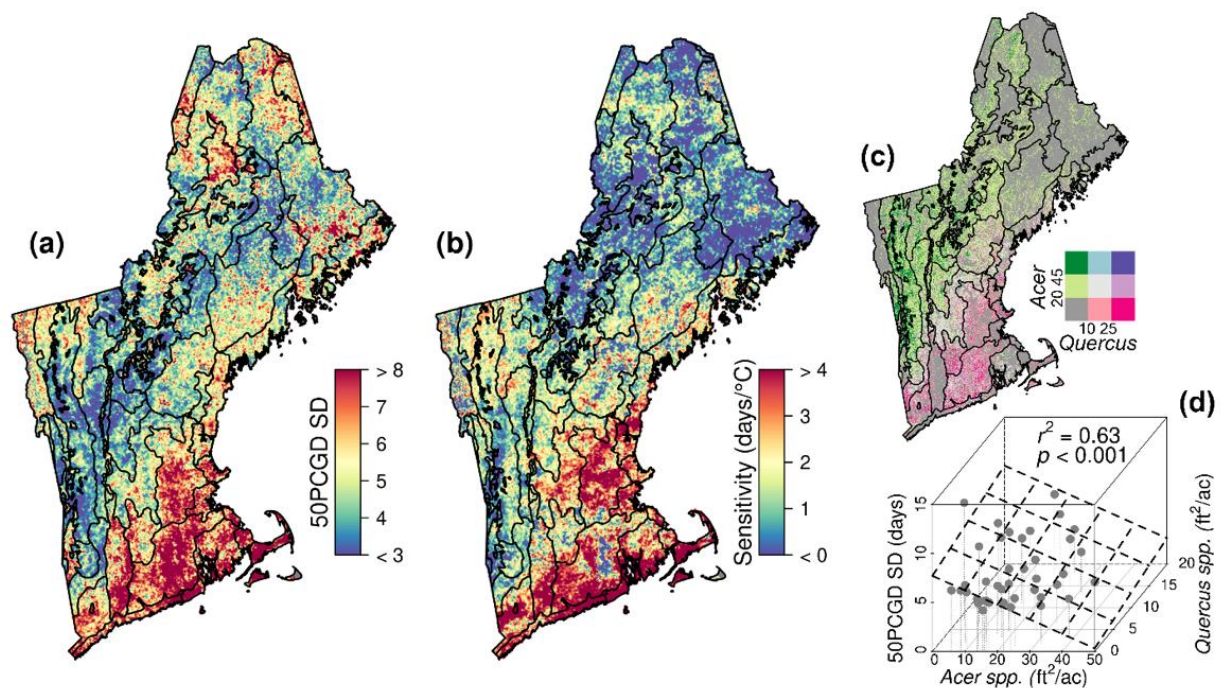 (a)
50PCGD SD
> 8
7
6
5
4
< 3
(b)
Sensitivity (days/°C)
> 4
3
2
1
< 0
(c)
Acer
20 45
10 25
Quercus
(d)
r² = 0.63
p < 0.001
50PCGD SD (days)
15
10
5
0
0 10 20 30 40 50
Acer spp. (ft²/ac)
0
5
10
15
20
Quercus spp. (ft²/ac)